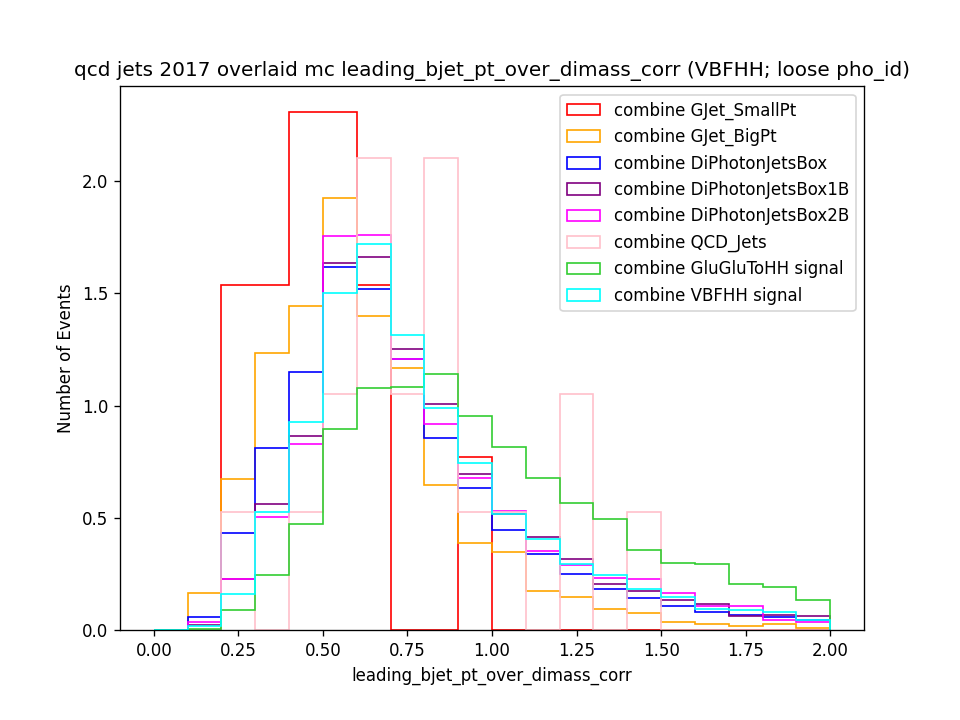 qcd jets 2017 overlaid mc leading_bjet_pt_over_dimass_corr (VBFHH; loose pho_id)
combine GJet_SmallPt
combine GJet_BigPt
combine DiPhotonJetsBox
combine DiPhotonJetsBox1B
combine DiPhotonJetsBox2B
combine QCD_Jets
combine GluGluToHH signal
combine VBFHH signal
Number of Events
2.0
1.5
1.0
0.5
0.0
0.00 0.25 0.50 0.75 1.00 1.25 1.50 1.75 2.00
leading_bjet_pt_over_dimass_corr